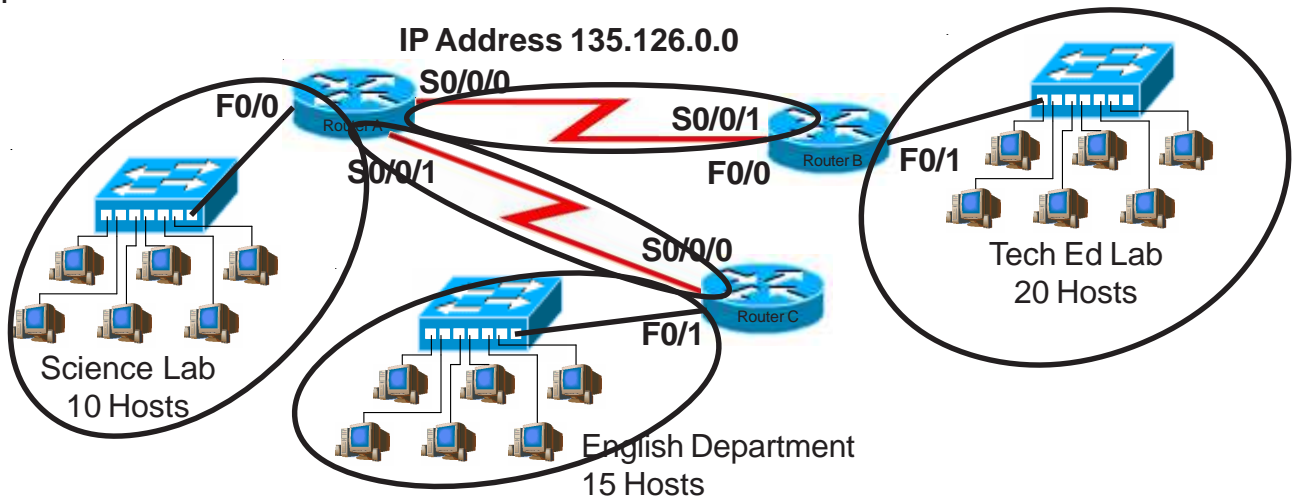 IP Address 135.126.0.0
S0/0/0
F0/0
Router A
S0/0/1
S0/0/1
Router B
F0/0
F0/1
Tech Ed Lab
20 Hosts
S0/0/0
Router C
F0/1
Science Lab
10 Hosts
English Department
15 Hosts